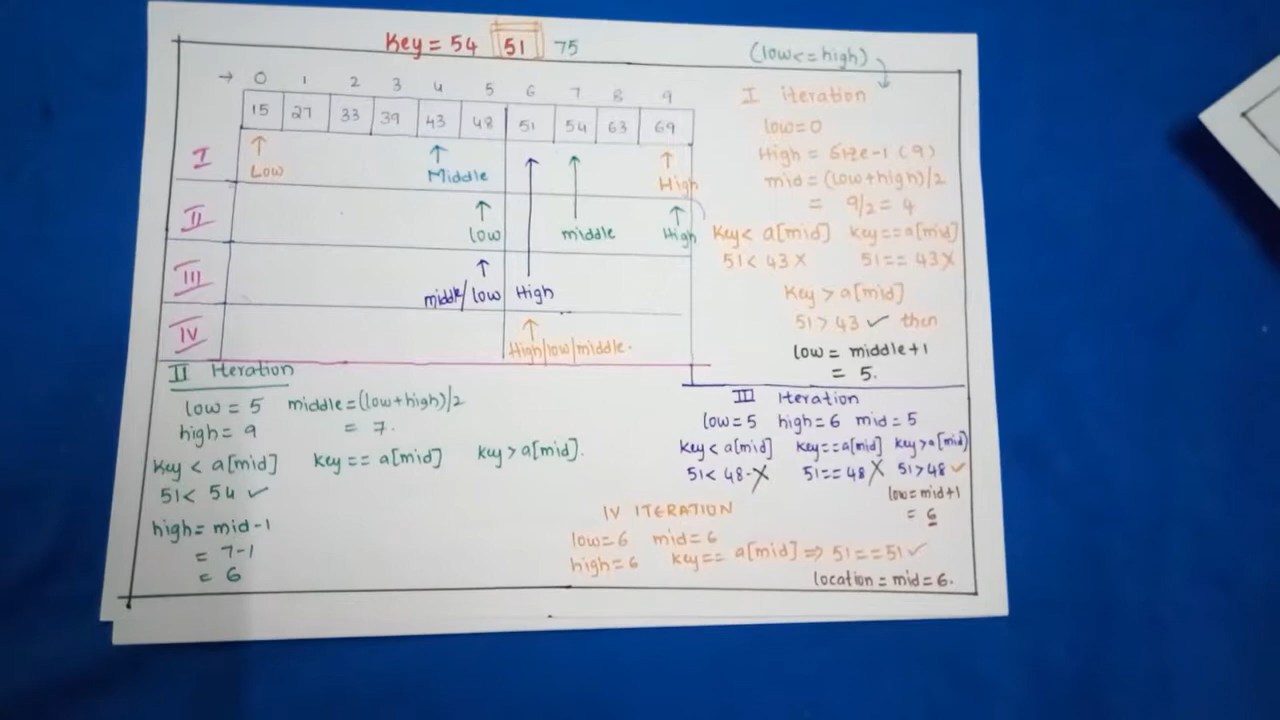 Key = 54 51 75
(low<=high)
→ 0 1 2 3 4 5 6 7 8 9
15 27 33 39 43 48 51 54 63 69
I Low Middle High
II low middle High
III middle/low High
IV High/low/middle.
I iteration
low=0
High = Size-1 (9)
mid = (low+high)/2
= 9/2 = 4
Key< a[mid] key==a[mid]
51 < 43 X 51 == 43 X
Key > a[mid]
51 > 43 ✓ then
low = middle+1
= 5.
II Iteration
low = 5 middle=(low+high)/2
high = 9 = 7.
Key < a[mid] key == a[mid] key > a[mid].
51 < 54 ✓
high = mid-1
= 7-1
= 6
III Iteration
low=5 high=6 mid=5
Key < a[mid] key==a[mid] key>a[mid]
51< 48-X 51==48 X 51>48 ✓
low=mid+1
= 6
IV ITERATION
low=6 mid=6
high=6 key== a[mid] ⇒ 51==51 ✓
location = mid = 6.